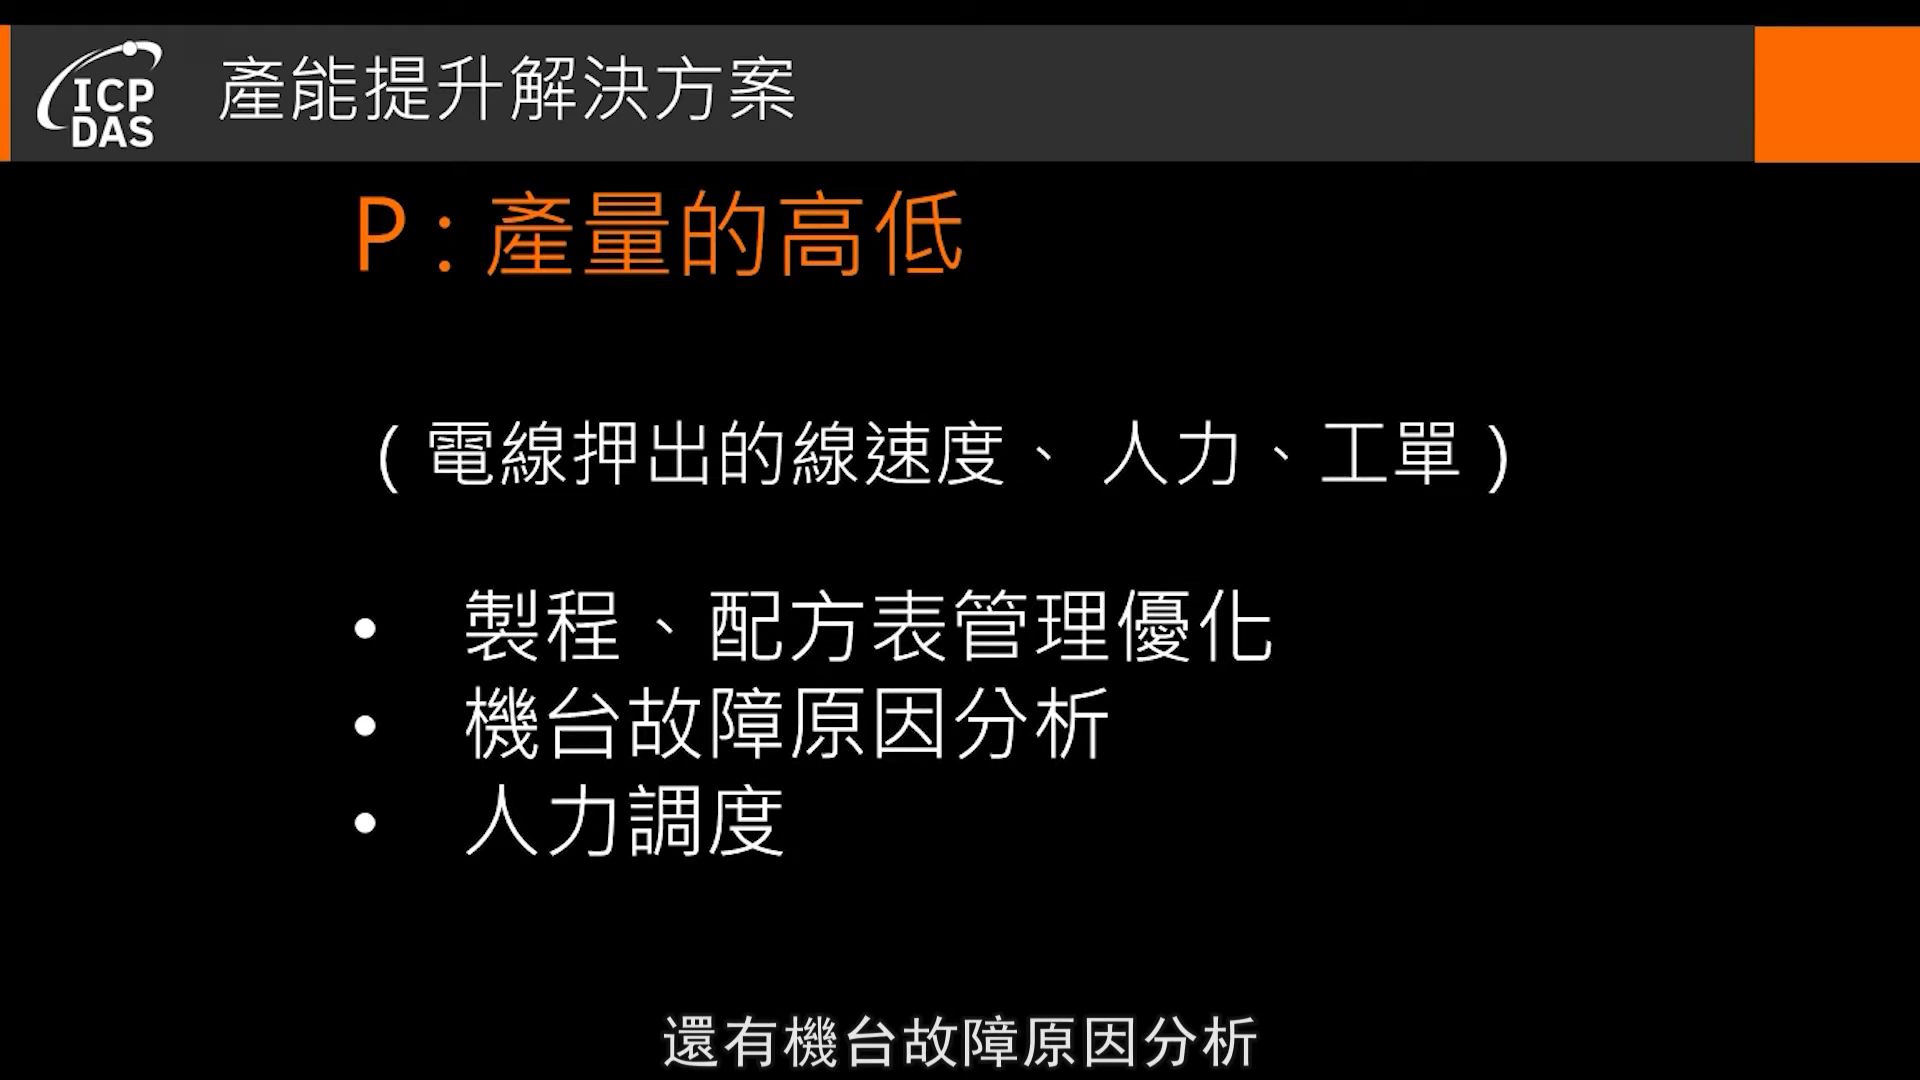 ICP
DAS
產能提升解決方案
P : 產量的高低
( 電線押出的線速度、 人力、工單 )
• 製程、配方表管理優化
• 機台故障原因分析
• 人力調度
還有機台故障原因分析